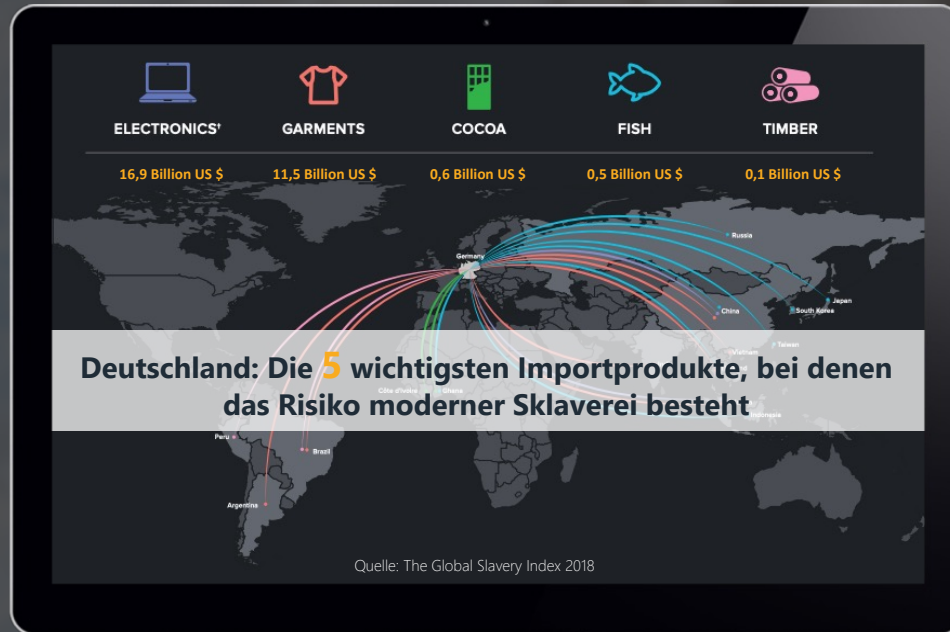 ELECTRONICS†
GARMENTS
COCOA
FISH
TIMBER
16,9 Billion US $
11,5 Billion US $
0,6 Billion US $
0,5 Billion US $
0,1 Billion US $
Russia
Germany
Japan
China
South Korea
Taiwan
Vietnam
Deutschland: Die 5 wichtigsten Importprodukte, bei denen
das Risiko moderner Sklaverei besteht
Côte d'Ivoire
Ghana
Indonesia
Peru
Brazil
Argentina
Quelle: The Global Slavery Index 2018